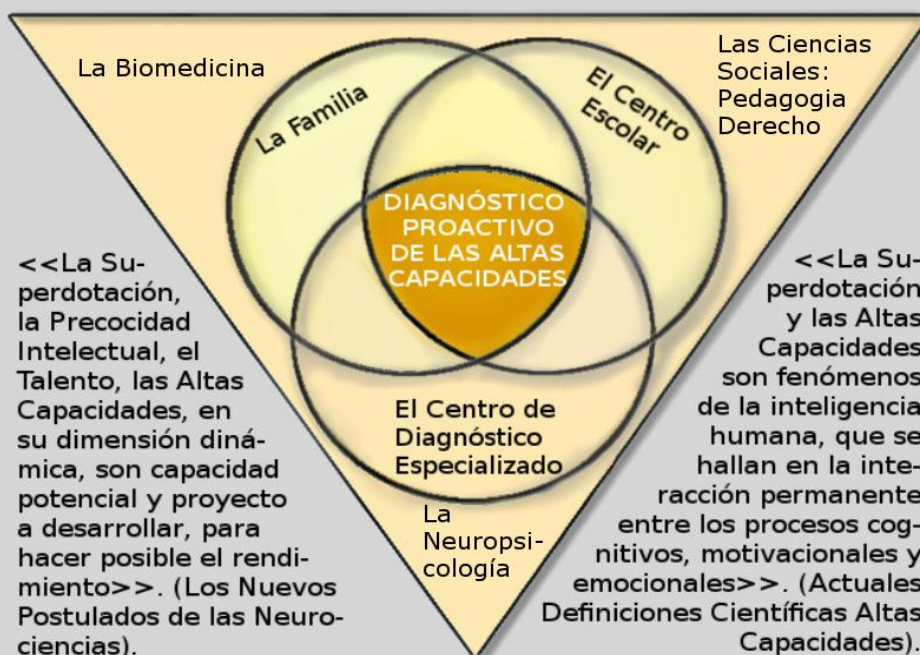 La Biomedicina
Las Ciencias
Sociales:
Pedagogia
Derecho
La Familia
El Centro
Escolar
DIAGNÓSTICO
PROACTIVO
DE LAS ALTAS
CAPACIDADES
El Centro de
Diagnóstico
Especializado
La
Neuropsi-
cología
<<La Su-
perdotación,
la Precocidad
Intelectual, el
Talento, las Altas
Capacidades, en
su dimensión diná-
mica, son capacidad
potencial y proyecto
a desarrollar, para
hacer posible el rendi-
miento>>. (Los Nuevos
Postulados de las Neuro-
ciencias).
<<La Su-
perdotación
y las Altas
Capacidades
son fenómenos
de la inteligencia
humana, que se
hallan en la inte-
racción permanente
entre los procesos cog-
nitivos, motivacionales y
emocionales>>. (Actuales
Definiciones Científicas Altas
Capacidades).